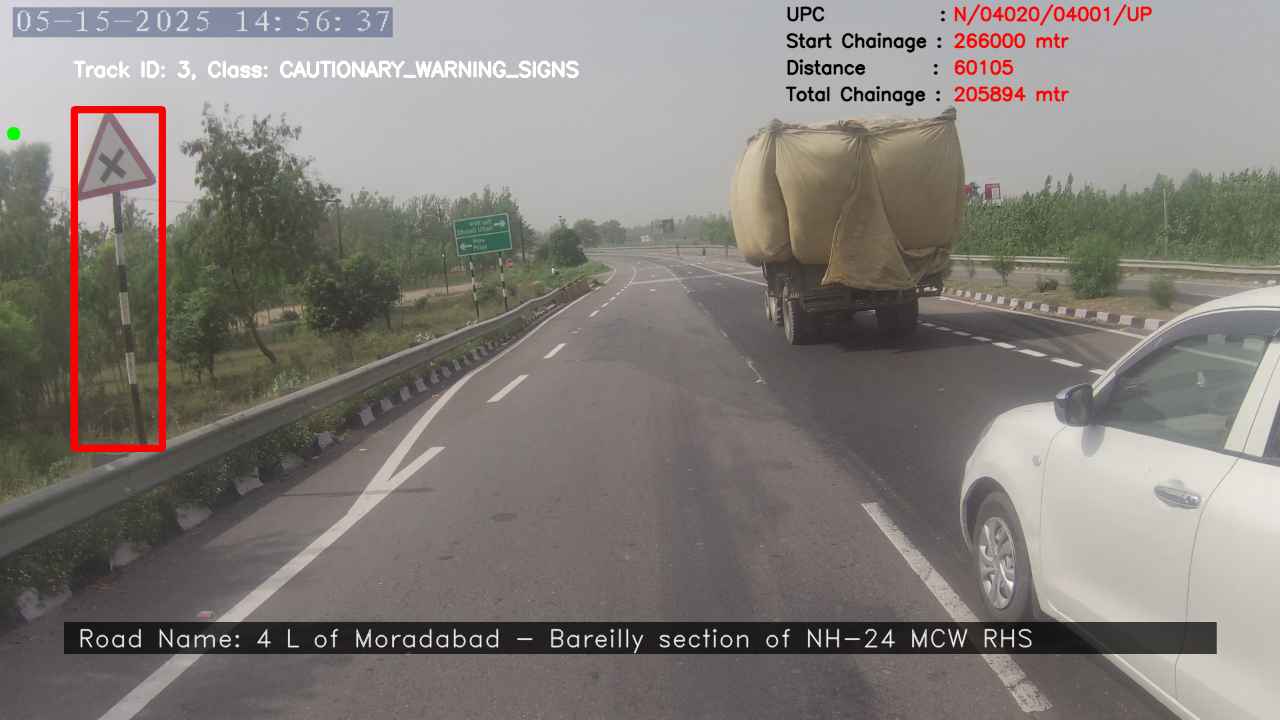 05-15-2025 14:56:37
UPC : N/04020/04001/UP
Start Chainage : 266000 mtr
Distance : 60105
Total Chainage : 205894 mtr
Track ID: 3, Class: CAUTIONARY_WARNING_SIGNS
Road Name: 4 L of Moradabad - Bareilly section of NH-24 MCW RHS